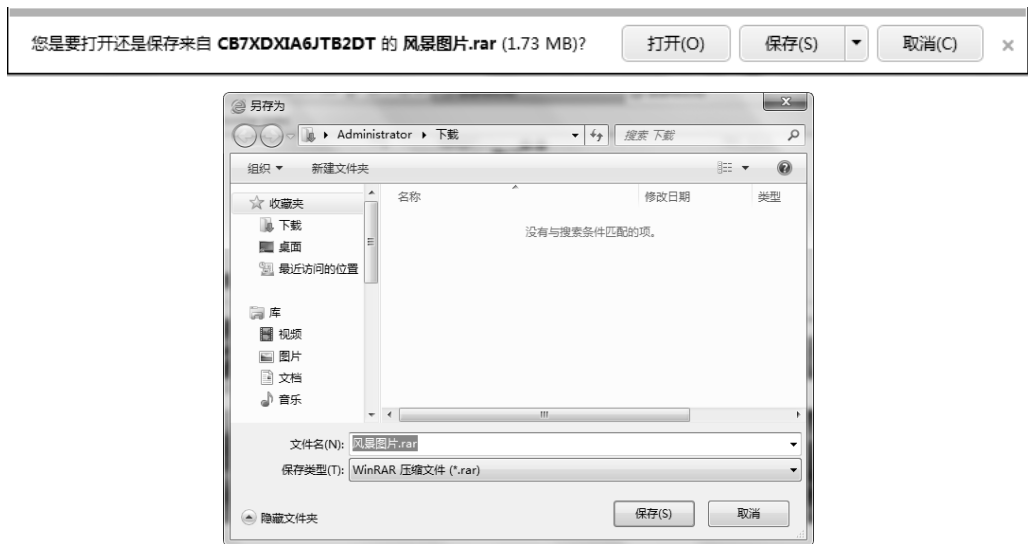 您是要打开还是保存来自 CB7XDXIA6JTB2DT 的 风景图片.rar (1.73 MB)? 打开(O) 保存(S) 取消(C)
另存为
Administrator 下载 搜索 下载
组织 新建文件夹
收藏夹 名称 修改日期 类型
下载
没有与搜索条件匹配的项。
桌面
最近访问的位置
库
视频
图片
文档
音乐
文件名(N): 风景图片.rar
保存类型(T): WinRAR 压缩文件 (*.rar)
隐藏文件夹 保存(S) 取消